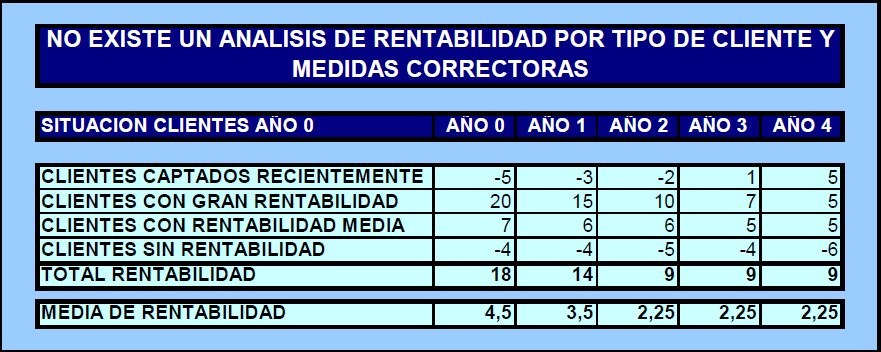 NO EXISTE UN ANALISIS DE RENTABILIDAD POR TIPO DE CLIENTE Y
MEDIDAS CORRECTORAS
SITUACION CLIENTES AÑO 0 AÑO 0 AÑO 1 AÑO 2 AÑO 3 AÑO 4
CLIENTES CAPTADOS RECIENTEMENTE -5 -3 -2 1 5
CLIENTES CON GRAN RENTABILIDAD 20 15 10 7 5
CLIENTES CON RENTABILIDAD MEDIA 7 6 6 5 5
CLIENTES SIN RENTABILIDAD -4 -4 -5 -4 -6
TOTAL RENTABILIDAD 18 14 9 9 9
MEDIA DE RENTABILIDAD 4,5 3,5 2,25 2,25 2,25